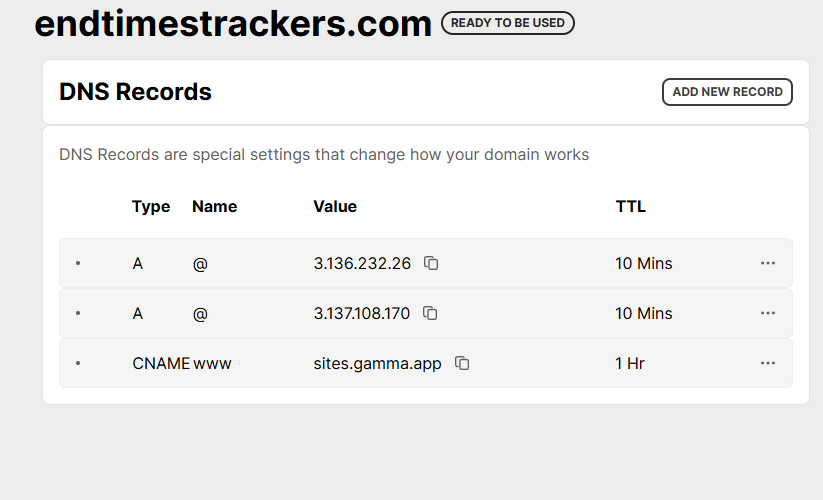 endtimestrackers.com READY TO BE USED
DNS Records ADD NEW RECORD
DNS Records are special settings that change how your domain works
Type Name Value TTL
A @ 3.136.232.26 10 Mins
A @ 3.137.108.170 10 Mins
CNAME www sites.gamma.app 1 Hr